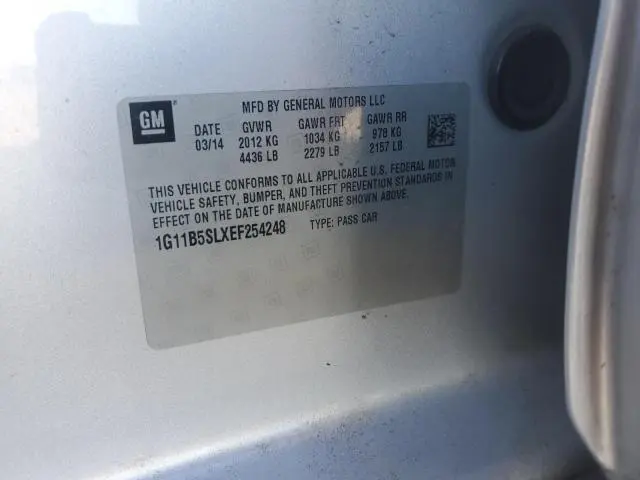 GM
MFD BY GENERAL MOTORS LLC
DATE GVWR GAWR FRT GAWR RR
03/14 2012 KG 1034 KG 978 KG
4436 LB 2279 LB 2157 LB
THIS VEHICLE CONFORMS TO ALL APPLICABLE U.S. FEDERAL MOTOR
VEHICLE SAFETY, BUMPER, AND THEFT PREVENTION STANDARDS IN
EFFECT ON THE DATE OF MANUFACTURE SHOWN ABOVE.
1G11B5SLXEF254248 TYPE: PASS CAR